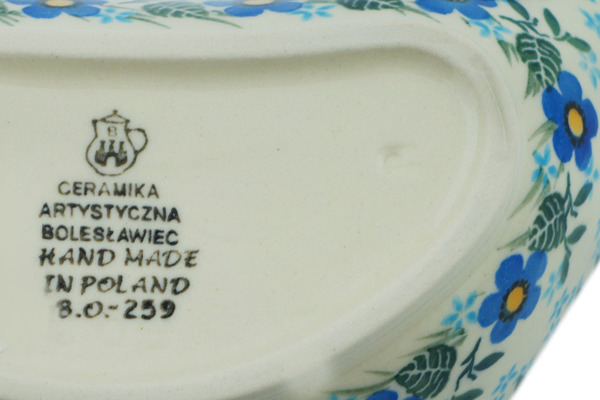 B
CERAMIKA
ARTYSTYCZNA
BOLESŁAWIEC
HAND MADE
IN POLAND
B.O.-259